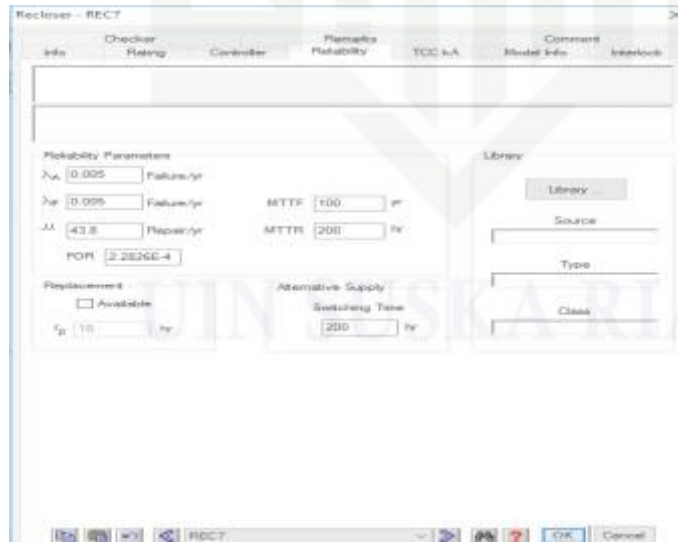 Recloser - REC7
Checker Remarks Comment
Info Rating Controller Reliability TCC kA Model Info Interlock
Reliability Parameters
λA 0.005 Failure/yr
λP 0.005 Failure/yr MTTF 100 yr
μ 43.8 Repair/yr MTTR 200 hr
FOR 2.2826E-4
Library
Library ...
Source
Type
Class
Replacement
Available
rP 10 hr
Alternative Supply
Switching Time
200 hr
UIN SUSKA RIA
REC7 OK Cancel